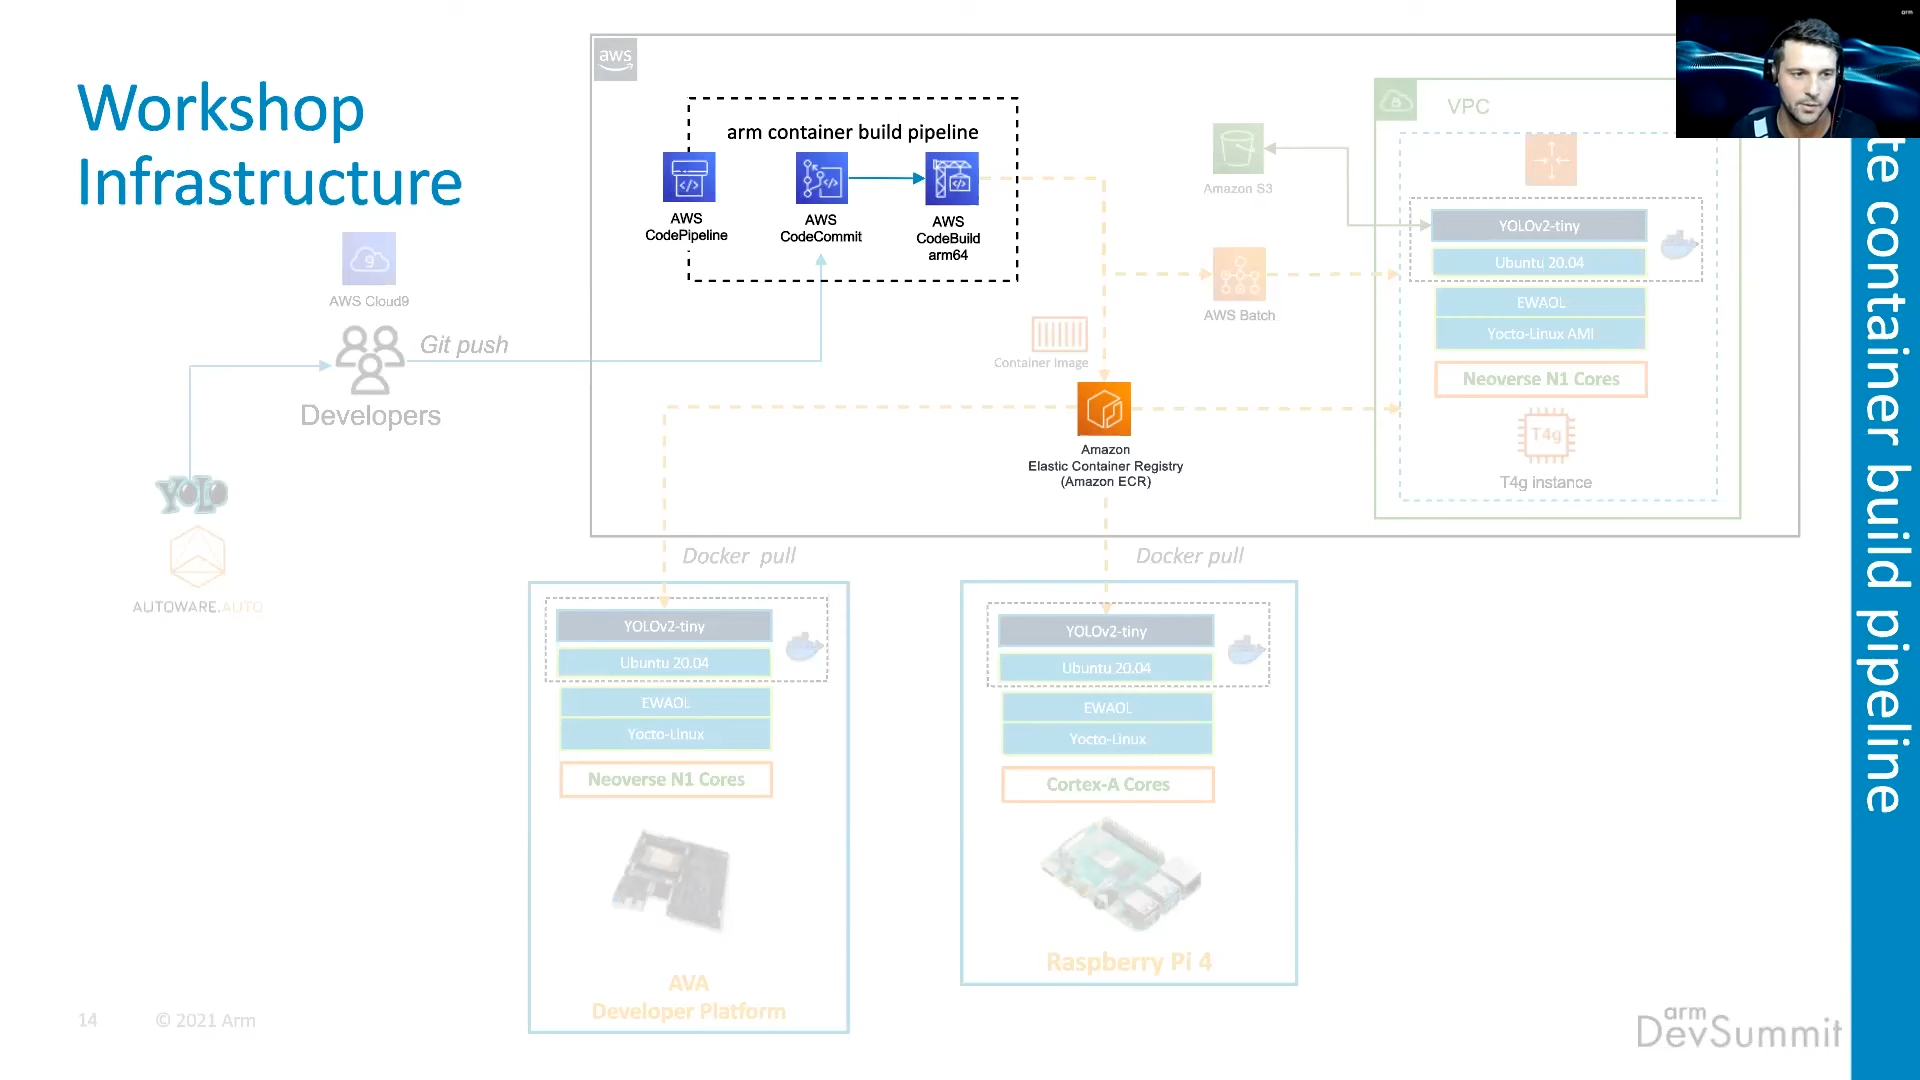 Workshop
Infrastructure
aws
arm container build pipeline
AWS
CodePipeline
AWS
CodeCommit
AWS
CodeBuild
arm64
AWS Cloud9
Git push
Developers
YOLO
AUTOWARE.AUTO
Amazon S3
AWS Batch
Container Image
Amazon
Elastic Container Registry
(Amazon ECR)
VPC
YOLOv2-tiny
Ubuntu 20.04
EWAOL
Yocto-Linux AMI
Neoverse N1 Cores
T4g
T4g instance
Docker pull
Docker pull
YOLOv2-tiny
Ubuntu 20.04
EWAOL
Yocto-Linux
Neoverse N1 Cores
AVA
Developer Platform
YOLOv2-tiny
Ubuntu 20.04
EWAOL
Yocto-Linux
Cortex-A Cores
Raspberry Pi 4
container build pipeline
arm
14
© 2021 Arm
arm
DevSummit